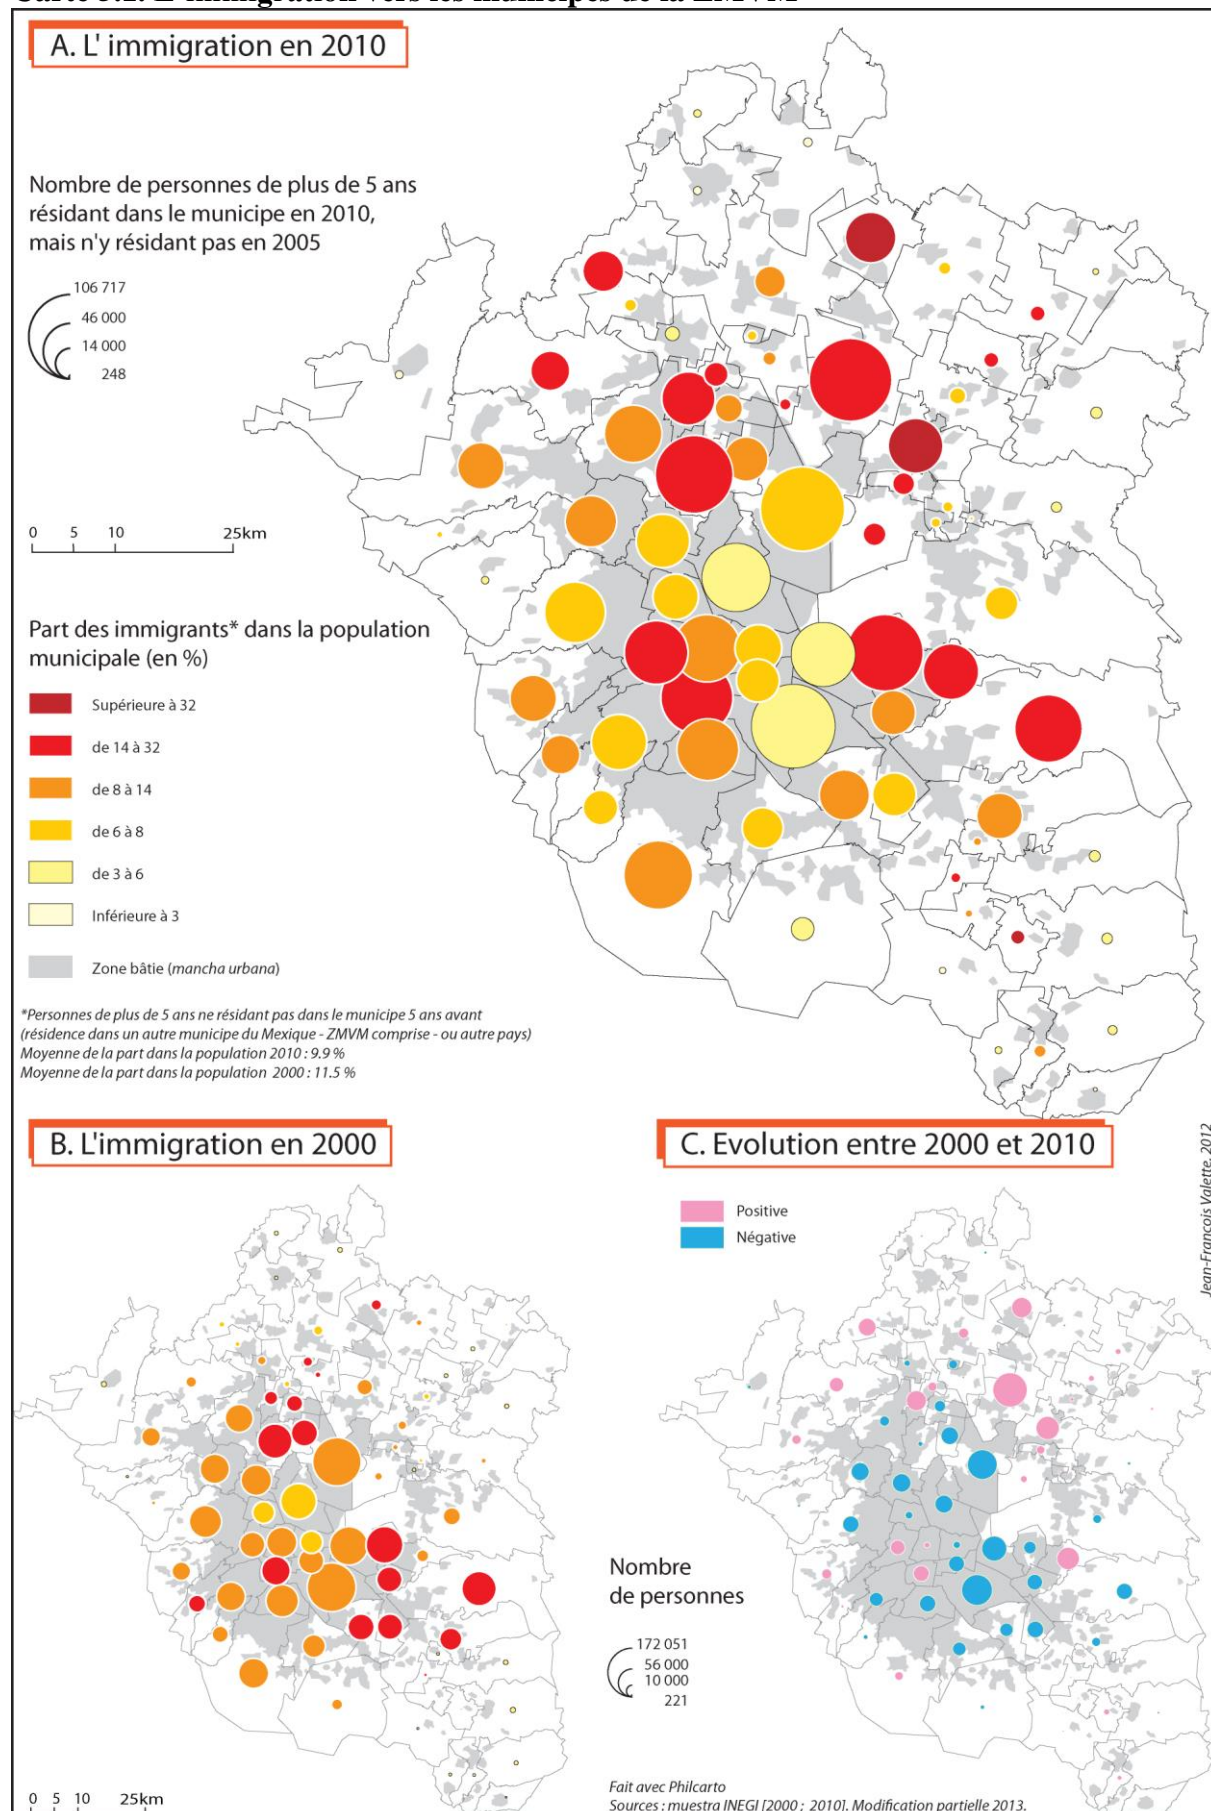 Carte 3.2. L'immigration vers les municipes de la ZMVM
A. L' immigration en 2010
Nombre de personnes de plus de 5 ans
résidant dans le municipe en 2010,
mais n'y résidant pas en 2005
106 717
46 000
14 000
248
0 5 10 25km
Part des immigrants* dans la population
municipale (en %)
Supérieure à 32
de 14 à 32
de 8 à 14
de 6 à 8
de 3 à 6
Inférieure à 3
Zone bâtie (mancha urbana)
*Personnes de plus de 5 ans ne résidant pas dans le municipe 5 ans avant
(résidence dans un autre municipe du Mexique - ZMVM comprise - ou autre pays)
Moyenne de la part dans la population 2010 : 9.9 %
Moyenne de la part dans la population 2000 : 11.5 %
B. L'immigration en 2000
C. Evolution entre 2000 et 2010
Jean-François Valette, 2012
Positive
Négative
Nombre
de personnes
172 051
56 000
10 000
221
0 5 10 25km
Fait avec Philcarto
Sources : muestra INEGI [2000 ; 2010]. Modification partielle 2013.